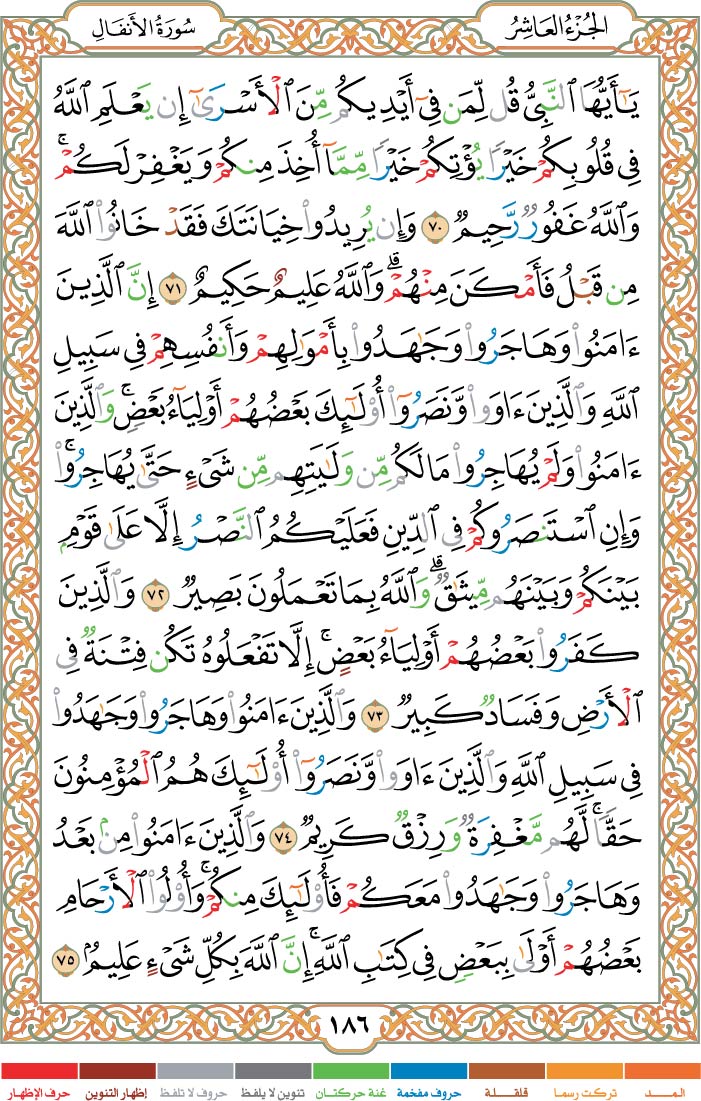 الجُزْءُ العَاشِرُ
سُورَةُ الأَنفَالِ
يَٰٓأَيُّهَا ٱلنَّبِىُّ قُل لِّمَن فِىٓ أَيْدِيكُم مِّنَ ٱلْأَسْرَىٰٓ إِن يَعْلَمِ ٱللَّهُ
فِى قُلُوبِكُمْ خَيْرًا يُؤْتِكُمْ خَيْرًا مِّمَّآ أُخِذَ مِنكُمْ وَيَغْفِرْ لَكُمْ ۚ
وَٱللَّهُ غَفُورٌ رَّحِيمٌ ٧٠ وَإِن يُرِيدُوا۟ خِيَانَتَكَ فَقَدْ خَانُوا۟ ٱللَّهَ
مِن قَبْلُ فَأَمْكَنَ مِنْهُمْ ۗ وَٱللَّهُ عَلِيمٌ حَكِيمٌ ٧١ إِنَّ ٱلَّذِينَ
ءَامَنُوا۟ وَهَاجَرُوا۟ وَجَٰهَدُوا۟ بِأَمْوَٰلِهِمْ وَأَنفُسِهِمْ فِى سَبِيلِ
ٱللَّهِ وَٱلَّذِينَ ءَاوَوا۟ وَّنَصَرُوٓا۟ أُو۟لَٰٓئِكَ بَعْضُهُمْ أَوْلِيَآءُ بَعْضٍ ۚ وَٱلَّذِينَ
ءَامَنُوا۟ وَلَمْ يُهَاجِرُوا۟ مَا لَكُم مِّن وَلَٰيَتِهِم مِّن شَىْءٍ حَتَّىٰ يُهَاجِرُوا۟ ۚ
وَإِنِ ٱسْتَنصَرُوكُمْ فِى ٱلدِّينِ فَعَلَيْكُمُ ٱلنَّصْرُ إِلَّا عَلَىٰ قَوْمٍۭ
بَيْنَكُمْ وَبَيْنَهُم مِّيثَٰقٌ ۗ وَٱللَّهُ بِمَا تَعْمَلُونَ بَصِيرٌ ٧٢ وَٱلَّذِينَ
كَفَرُوا۟ بَعْضُهُمْ أَوْلِيَآءُ بَعْضٍ ۚ إِلَّا تَفْعَلُوهُ تَكُن فِتْنَةٌ فِى
ٱلْأَرْضِ وَفَسَادٌ كَبِيرٌ ٧٣ وَٱلَّذِينَ ءَامَنُوا۟ وَهَاجَرُوا۟ وَجَٰهَدُوا۟
فِى سَبِيلِ ٱللَّهِ وَٱلَّذِينَ ءَاوَوا۟ وَّنَصَرُوٓا۟ أُو۟لَٰٓئِكَ هُمُ ٱلْمُؤْمِنُونَ
حَقًّا ۚ لَّهُم مَّغْفِرَةٌ وَرِزْقٌ كَرِيمٌ ٧٤ وَٱلَّذِينَ ءَامَنُوا۟ مِنۢ بَعْدُ
وَهَاجَرُوا۟ وَجَٰهَدُوا۟ مَعَكُمْ فَأُو۟لَٰٓئِكَ مِنكُمْ ۚ وَأُو۟لُوا۟ ٱلْأَرْحَامِ
بَعْضُهُمْ أَوْلَىٰ بِبَعْضٍ فِى كِتَٰبِ ٱللَّهِ ۗ إِنَّ ٱللَّهَ بِكُلِّ شَىْءٍ عَلِيمٌۢ ٧٥
١٨٦
المــد تركت رسما قلقـلة حروف مفخمة غنة حركتان تنوين لا يلفظ حروف لا تلفظ إظهار التنوين حرف الإظهار